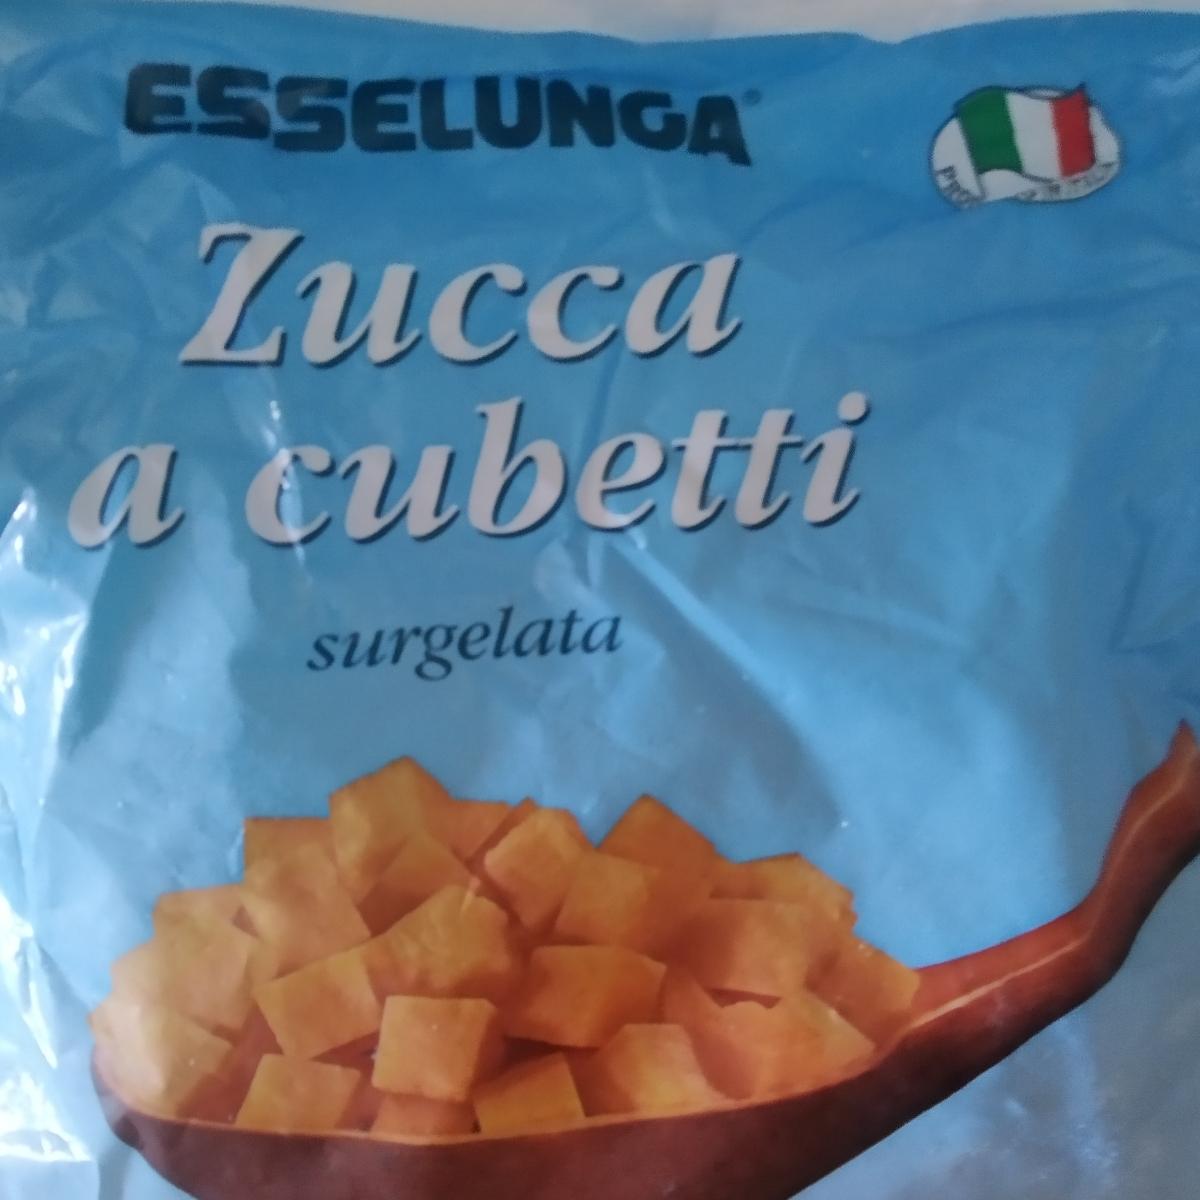 ESSELUNGA®
Zucca
a cubetti
surgelata